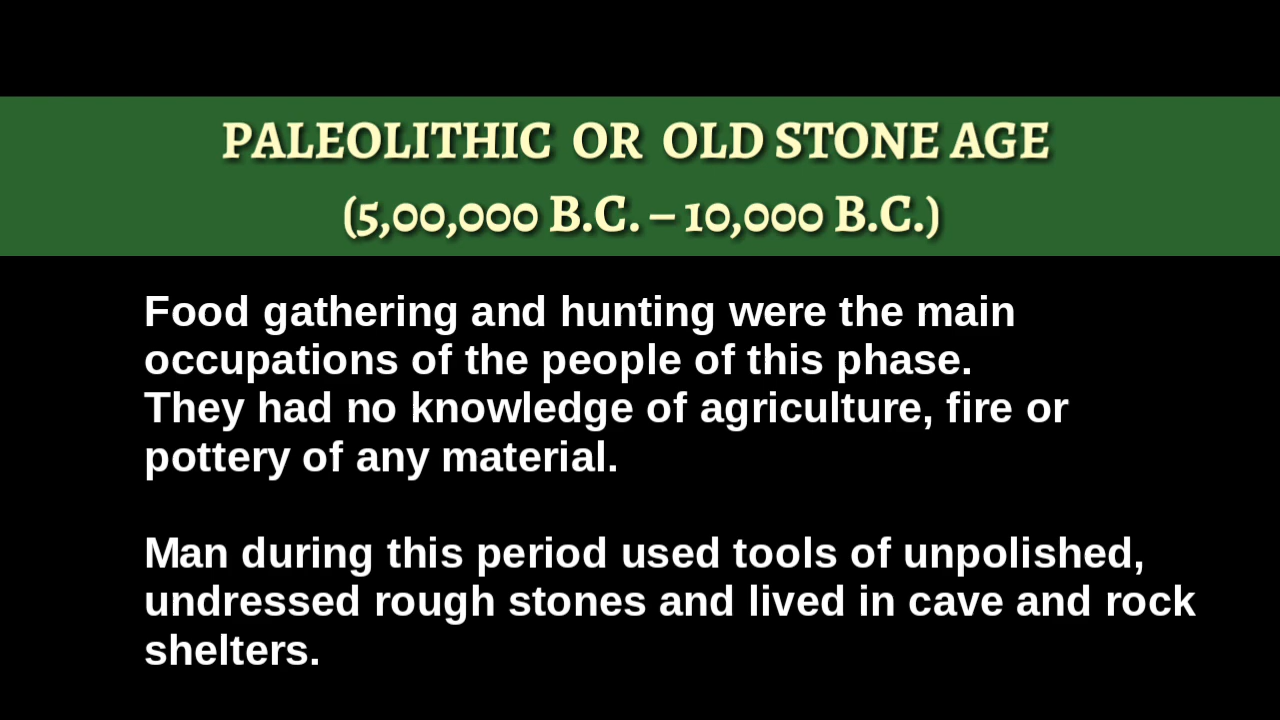 PALEOLITHIC OR OLD STONE AGE
(5,00,000 B.C. – 10,000 B.C.)
Food gathering and hunting were the main
occupations of the people of this phase.
They had no knowledge of agriculture, fire or
pottery of any material.
Man during this period used tools of unpolished,
undressed rough stones and lived in cave and rock
shelters.